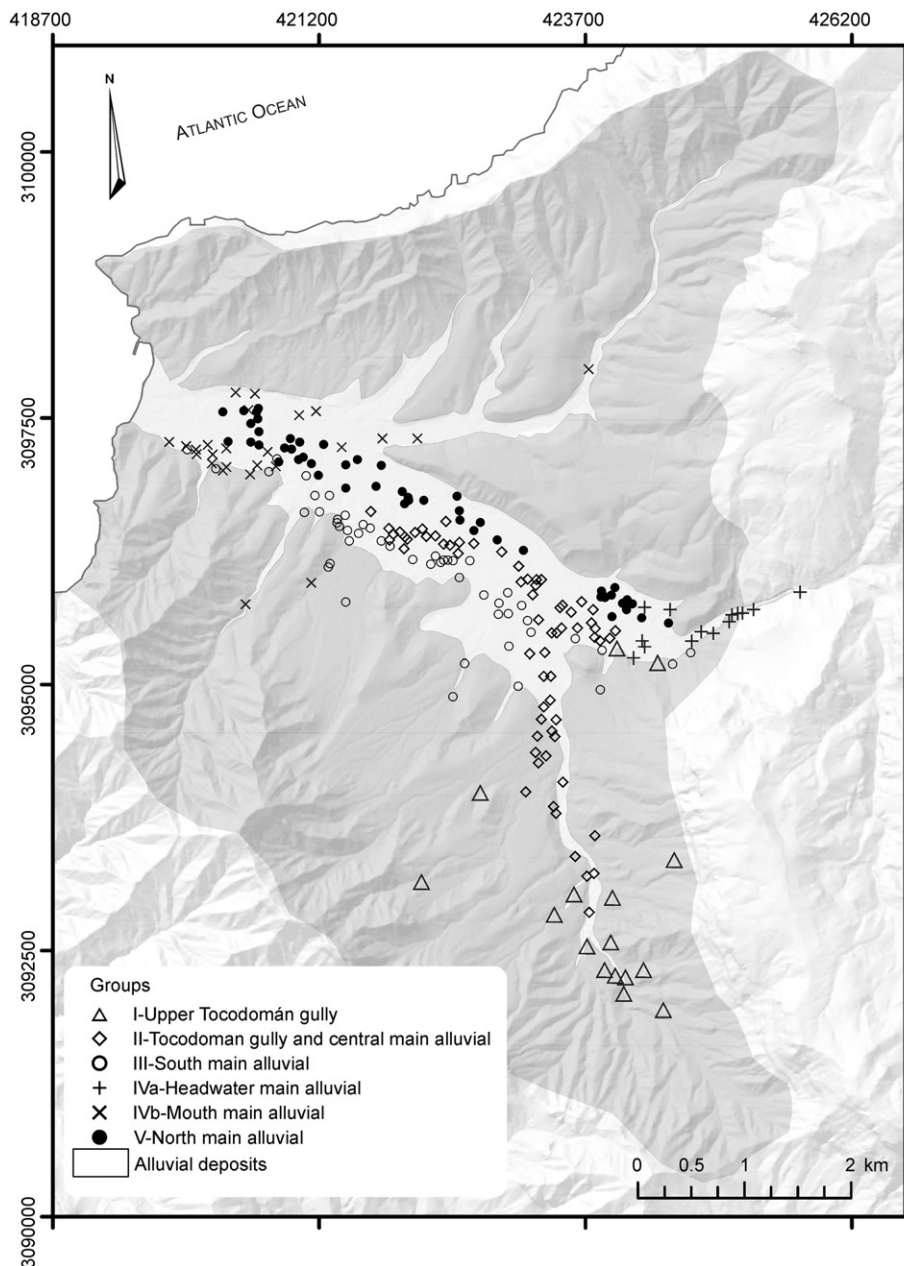 418700 421200 423700 426200
N
ATLANTIC OCEAN
3100000
3097500
3095000
3092500
3090000
Groups
I-Upper Tocodomán gully
II-Tocodoman gully and central main alluvial
III-South main alluvial
IVa-Headwater main alluvial
IVb-Mouth main alluvial
V-North main alluvial
Alluvial deposits
0 0.5 1 2 km